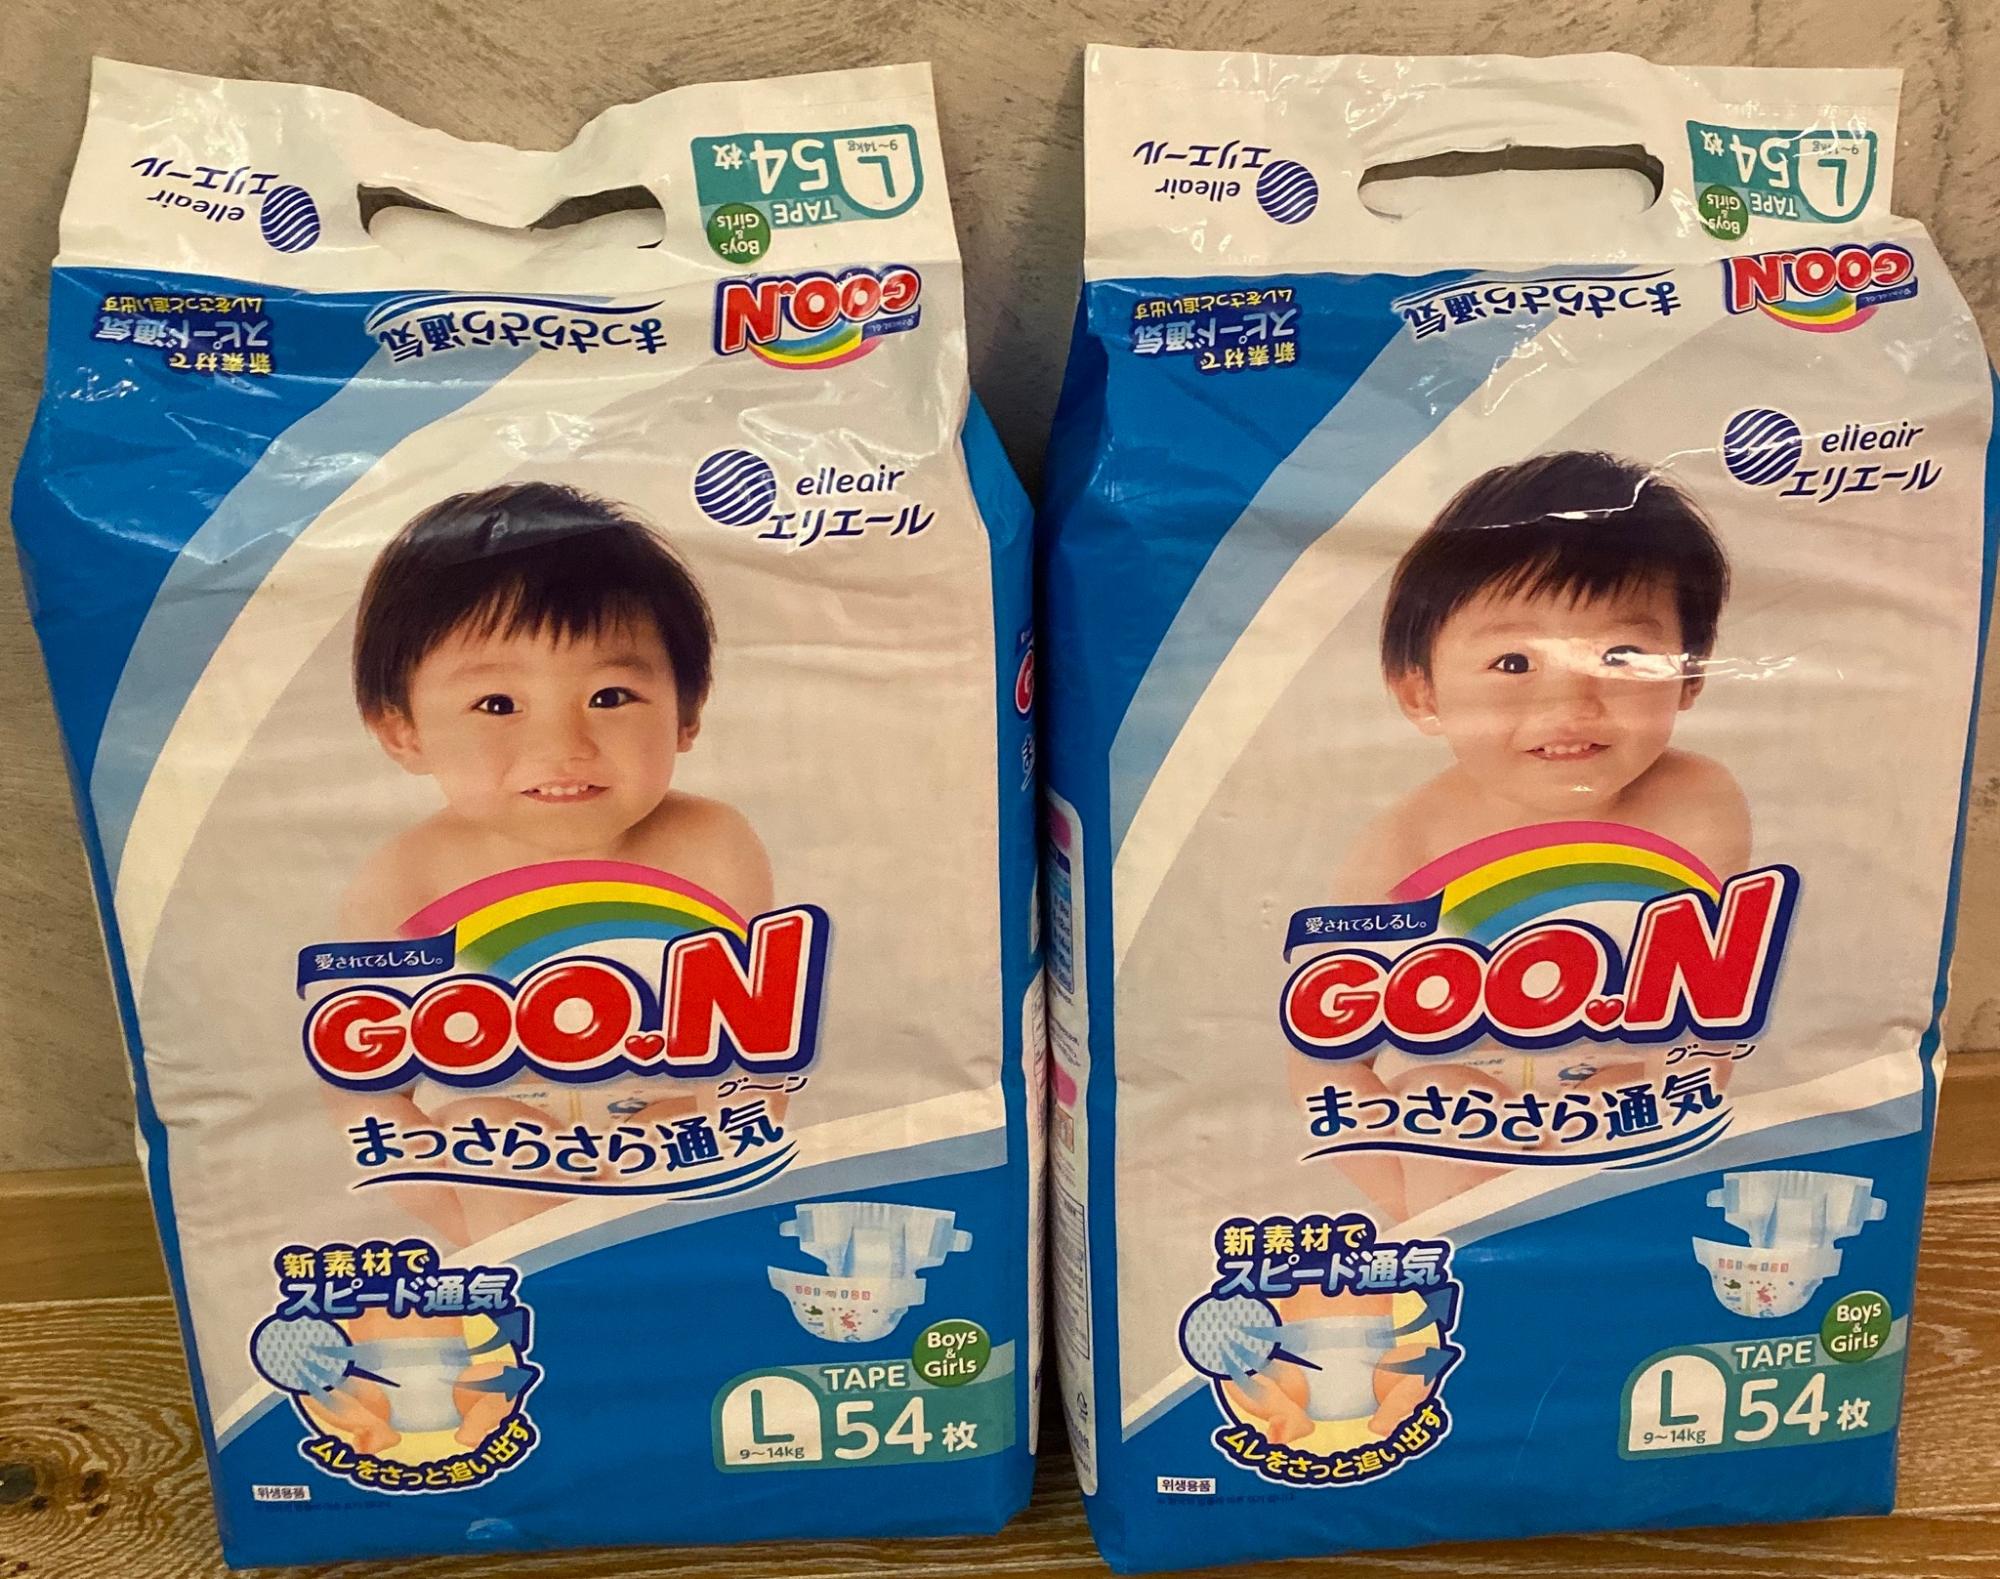 elleair
エリエール
L
9~14kg
54枚
TAPE
Boys
&
Girls
GOO.N
まっさらさら通気
新素材で
スピード通気
ムレをさっと追い出す
elleair
エリエール
愛されてるしるし。
GOO.N
グ〜ン
まっさらさら通気
新素材で
スピード通気
ムレをさっと追い出す
Boys
&
Girls
TAPE
L
9~14kg
54枚
위생용품
elleair
エリエール
L
9~14kg
54枚
TAPE
Boys
&
Girls
GOO.N
まっさらさら通気
新素材で
スピード通気
ムレをさっと追い出す
elleair
エリエール
愛されてるしるし。
GOO.N
グ〜ン
まっさらさら通気
新素材で
スピード通気
ムレをさっと追い出す
Boys
&
Girls
TAPE
L
9~14kg
54枚
위생용품